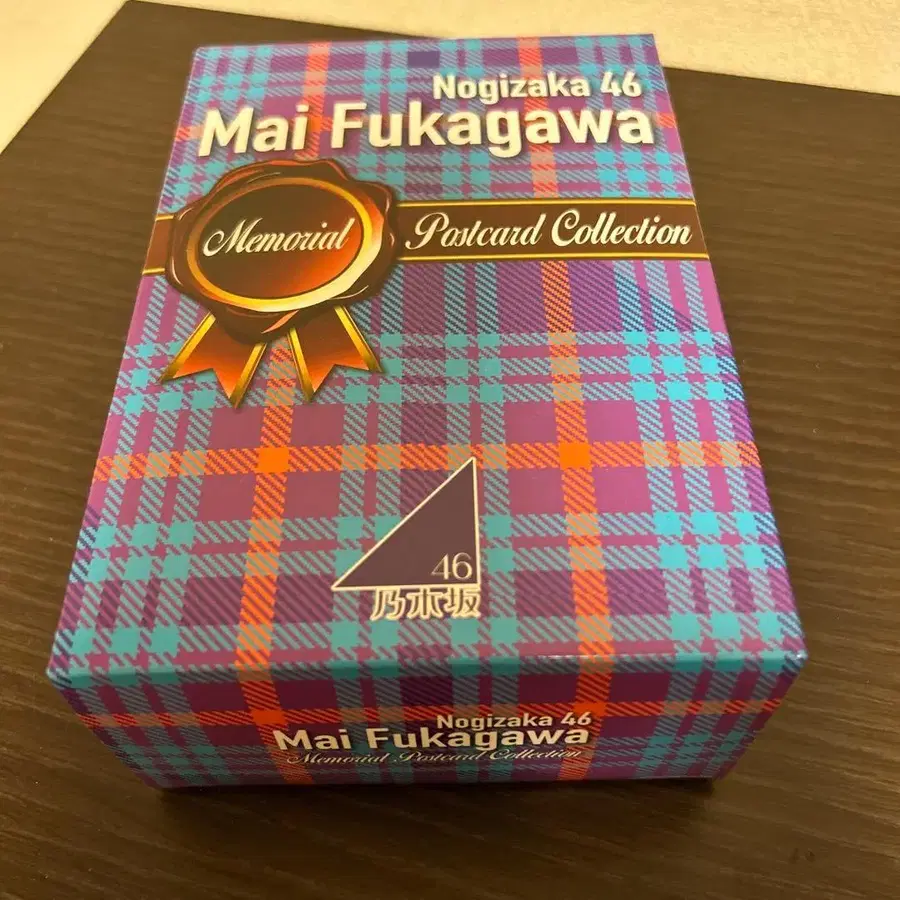 Nogizaka 46
Mai Fukagawa
Memorial Postcard Collection
46
乃木坂
Nogizaka 46
Mai Fukagawa
Memorial Postcard Collection